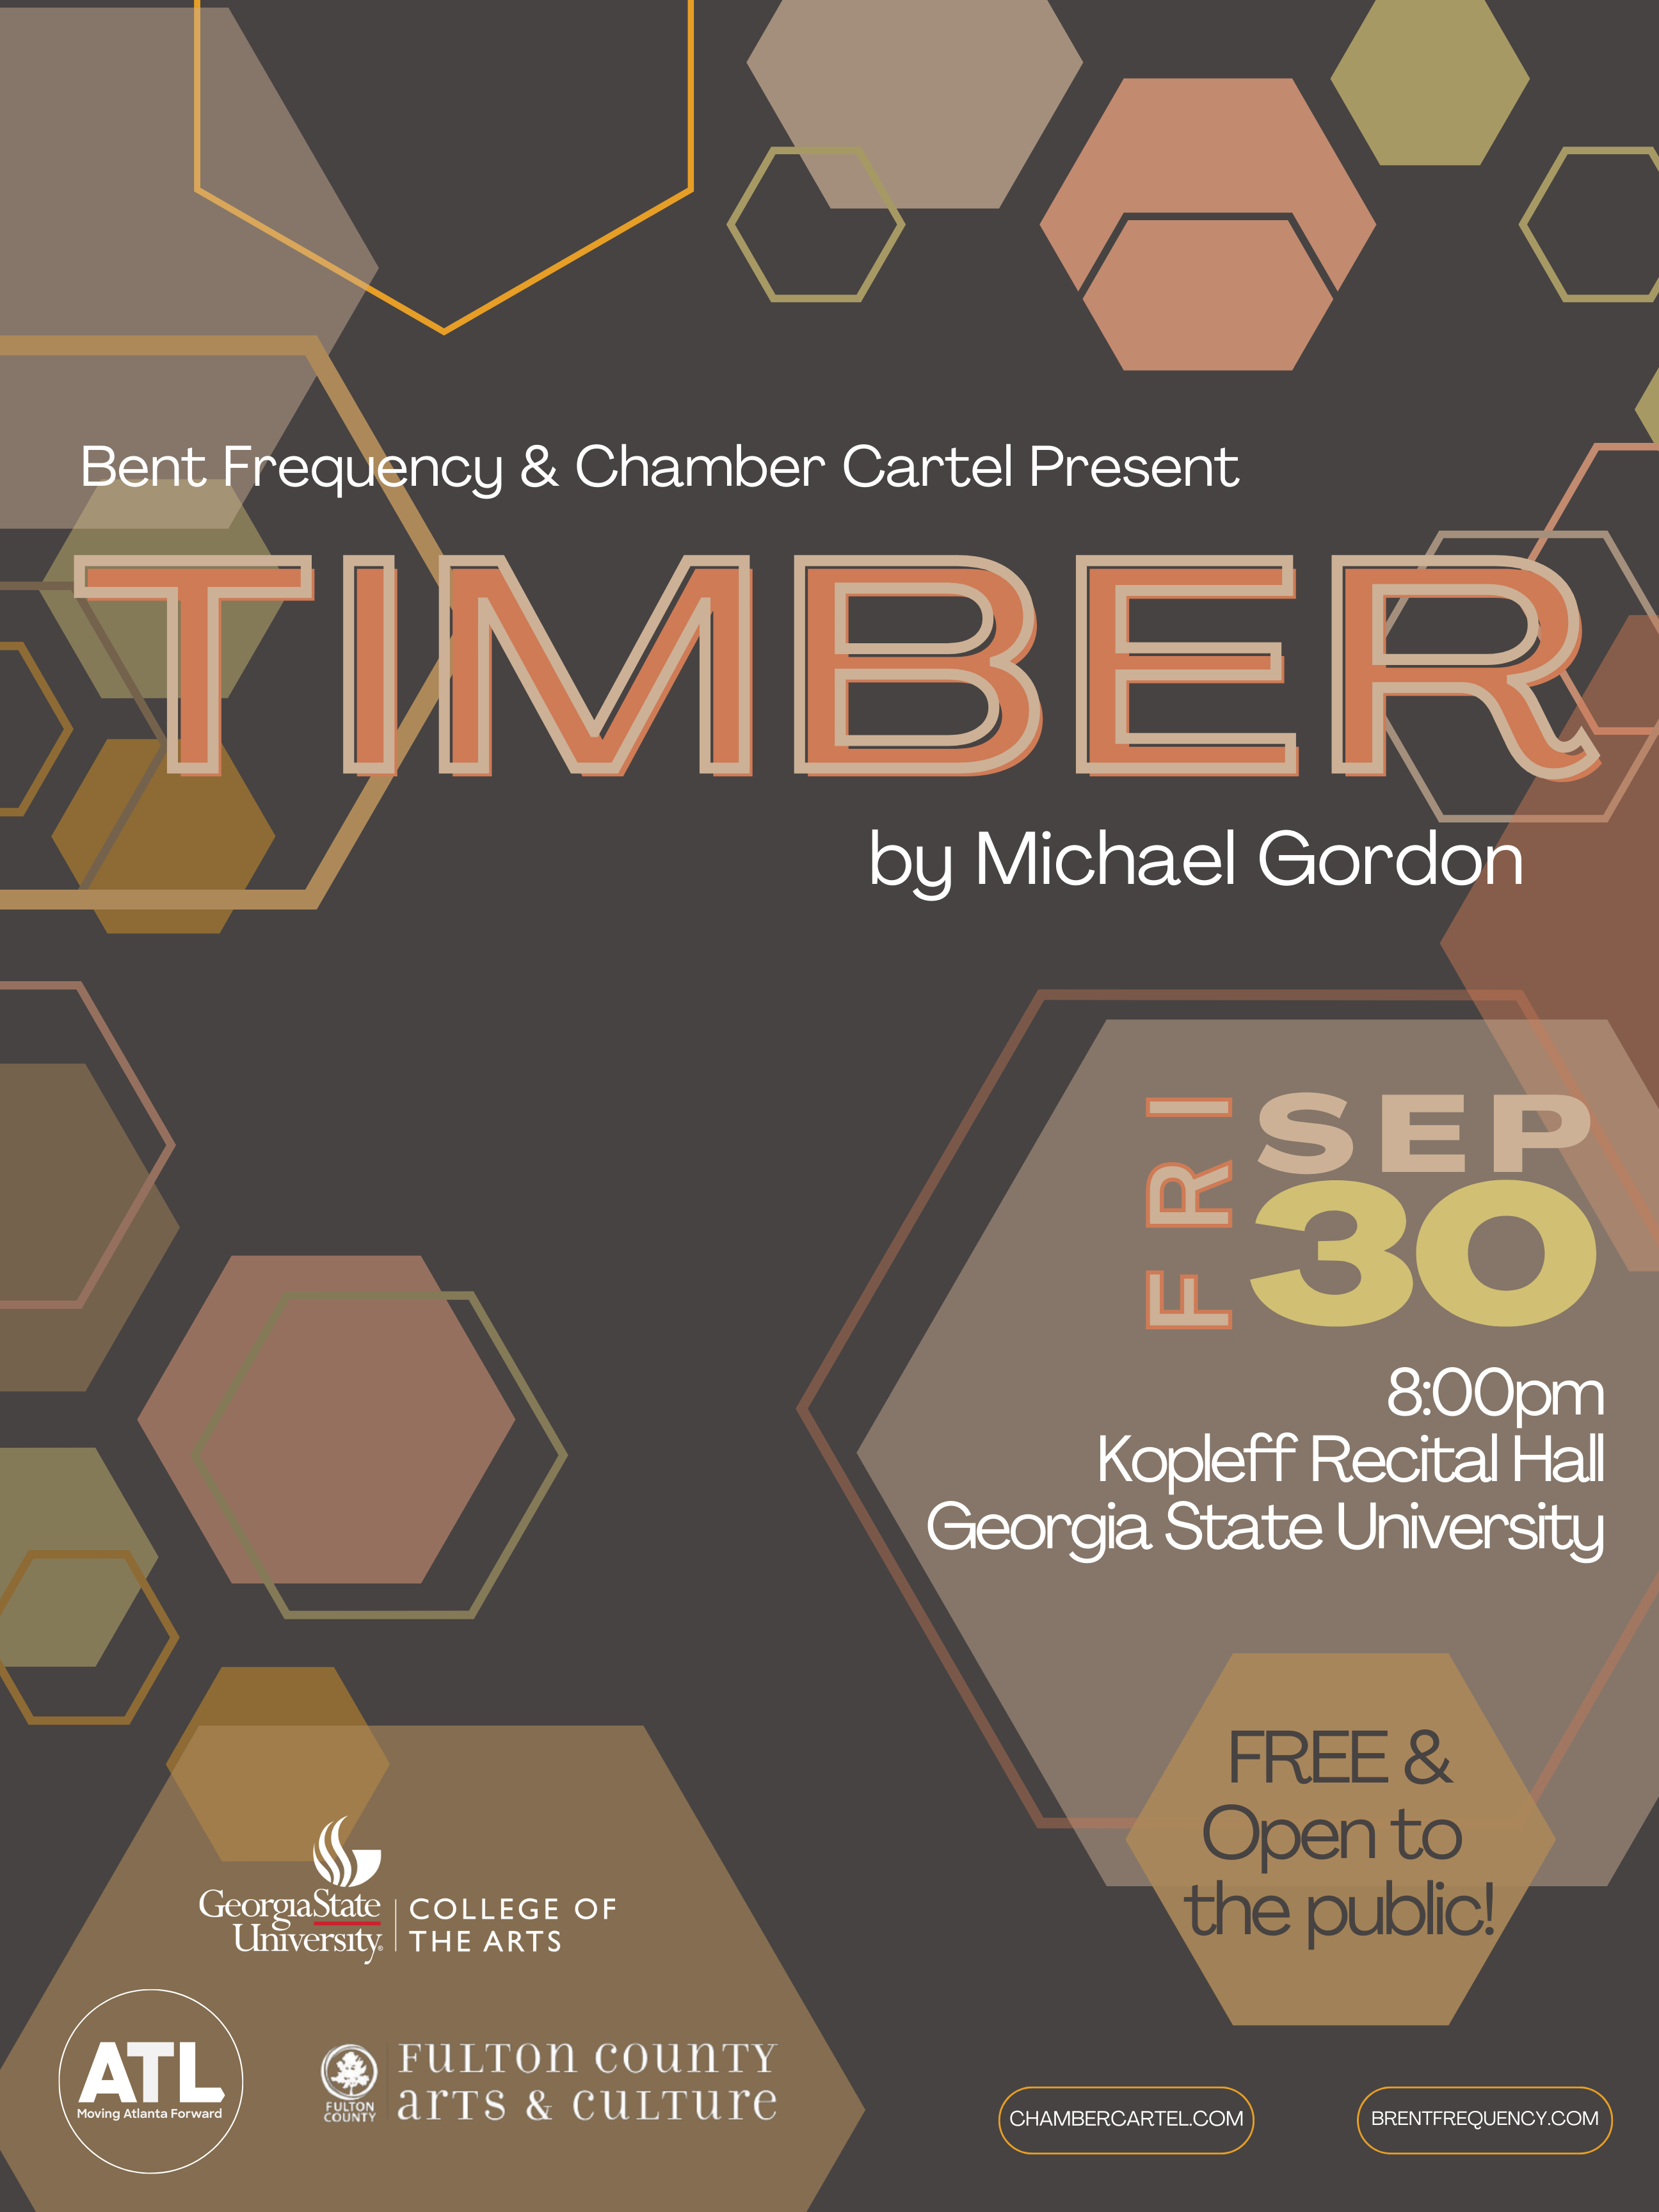 Bent Frequency & Chamber Cartel Present
TIMBER
by Michael Gordon
FRI
SEP
30
8:00pm
Kopleff Recital Hall
Georgia State University
FREE &
Open to
the public!
GeorgiaState
University®
COLLEGE OF
THE ARTS
ATL
Moving Atlanta Forward
FULTON
COUNTY
FULTON COUNTY
ARTS & CULTURE
CHAMBERCARTEL.COM
BRENTFREQUENCY.COM